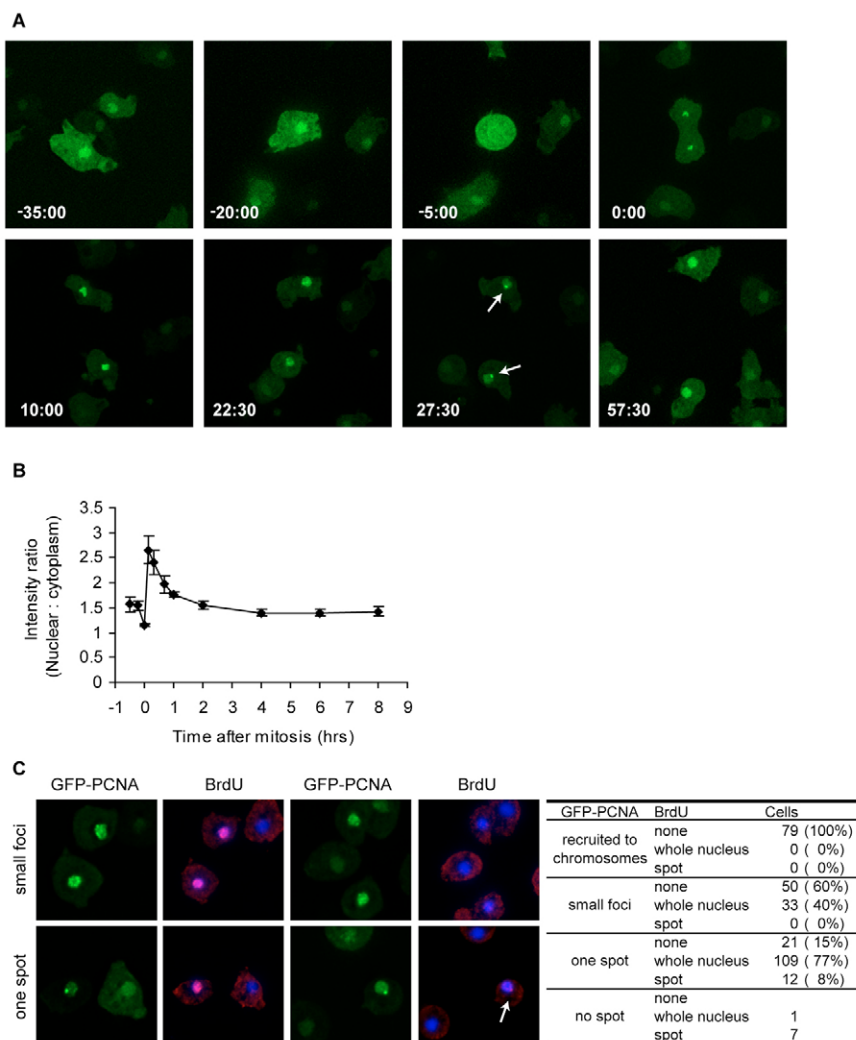 A
-35:00
-20:00
-5:00
0:00
10:00
22:30
27:30
57:30
B
3.5
3
2.5
2
1.5
1
0.5
0
Intensity ratio
(Nuclear : cytoplasm)
-1 0 1 2 3 4 5 6 7 8 9
Time after mitosis (hrs)
C
GFP-PCNA BrdU GFP-PCNA BrdU
small foci
one spot
GFP-PCNA BrdU Cells
recruited to chromosomes
none 79 (100%)
whole nucleus 0 ( 0%)
spot 0 ( 0%)
small foci
none 50 ( 60%)
whole nucleus 33 ( 40%)
spot 0 ( 0%)
one spot
none 21 ( 15%)
whole nucleus 109 ( 77%)
spot 12 ( 8%)
no spot
none
whole nucleus 1
spot 7